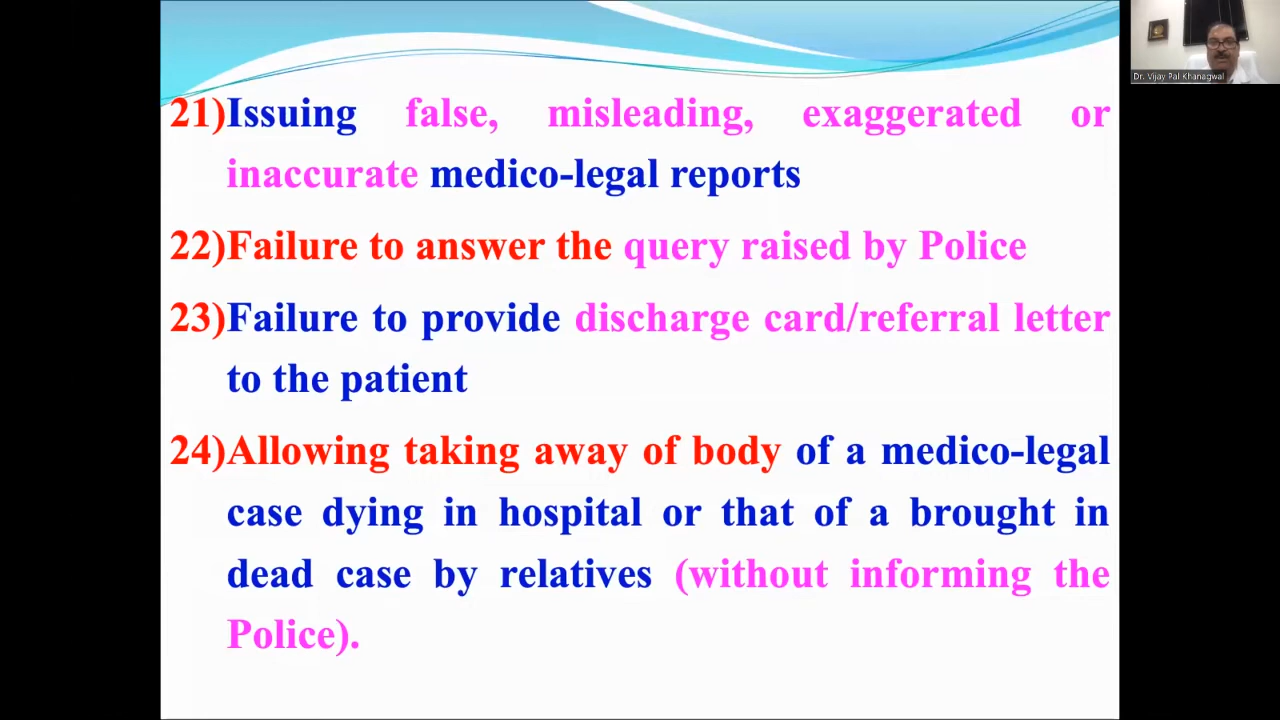 21)Issuing false, misleading, exaggerated or
inaccurate medico-legal reports
22)Failure to answer the query raised by Police
23)Failure to provide discharge card/referral letter
to the patient
24)Allowing taking away of body of a medico-legal
case dying in hospital or that of a brought in
dead case by relatives (without informing the
Police).
Dr. Vijay Pal Khanagwal